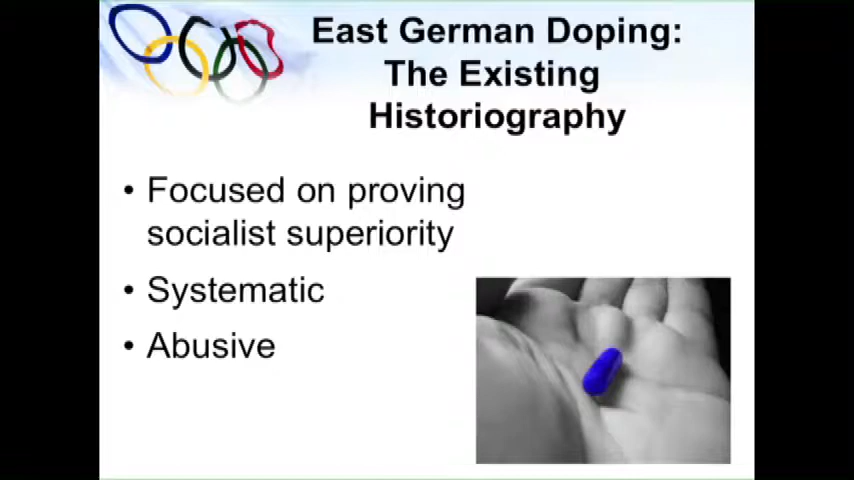 East German Doping:
The Existing
Historiography
• Focused on proving
socialist superiority
• Systematic
• Abusive